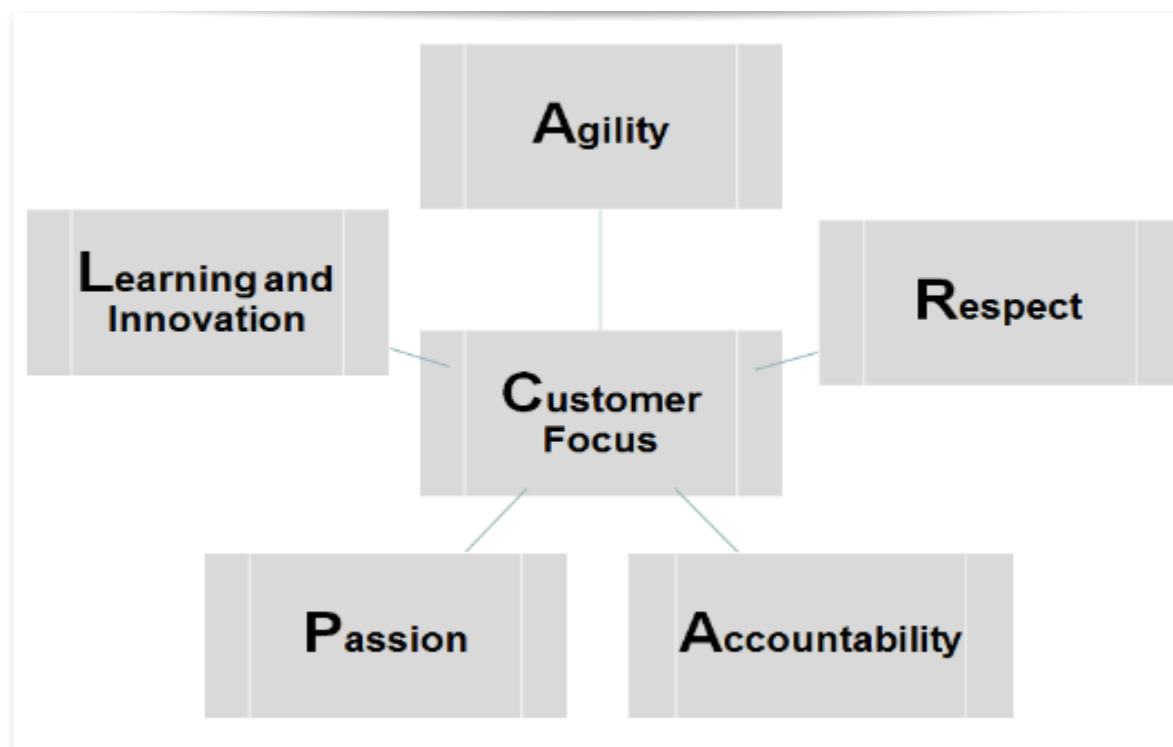 Agility
Learning and
Innovation
Respect
Customer
Focus
Passion
Accountability